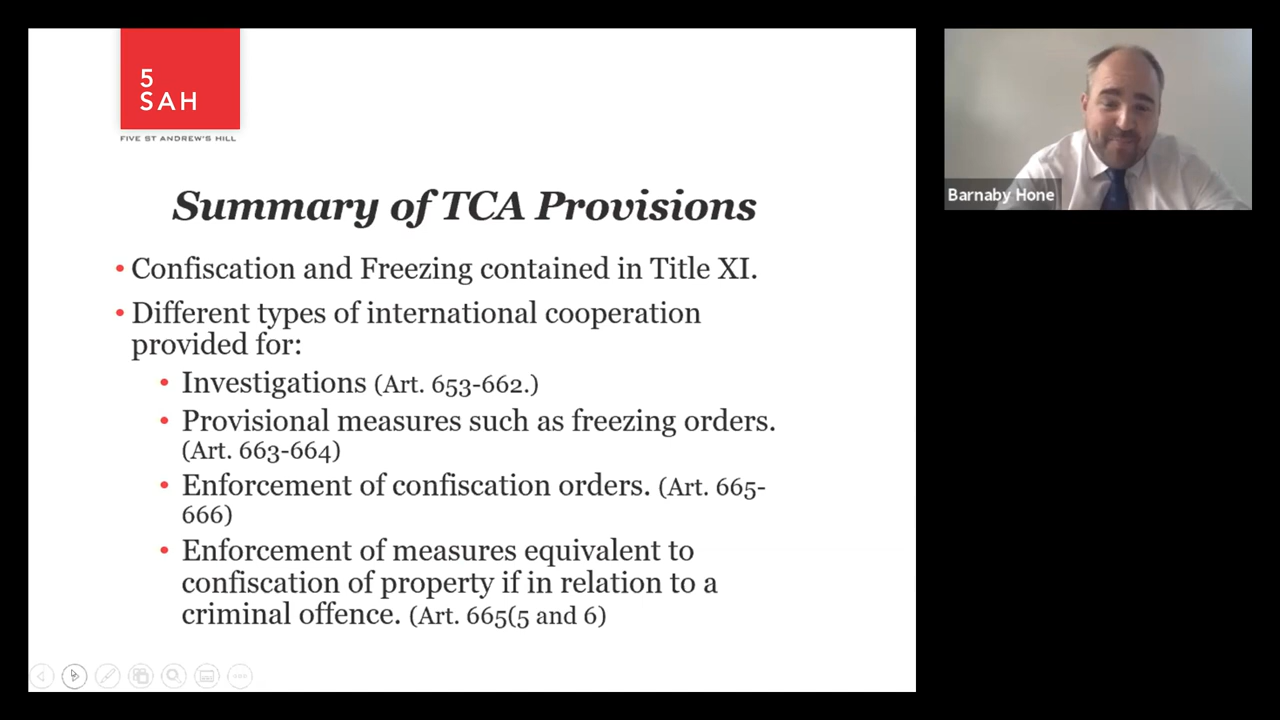 5
SAH
FIVE ST ANDREW'S HILL
Summary of TCA Provisions
• Confiscation and Freezing contained in Title XI.
• Different types of international cooperation
provided for:
• Investigations (Art. 653-662.)
• Provisional measures such as freezing orders.
(Art. 663-664)
• Enforcement of confiscation orders. (Art. 665-
666)
• Enforcement of measures equivalent to
confiscation of property if in relation to a
criminal offence. (Art. 665(5 and 6)
Barnaby Hone